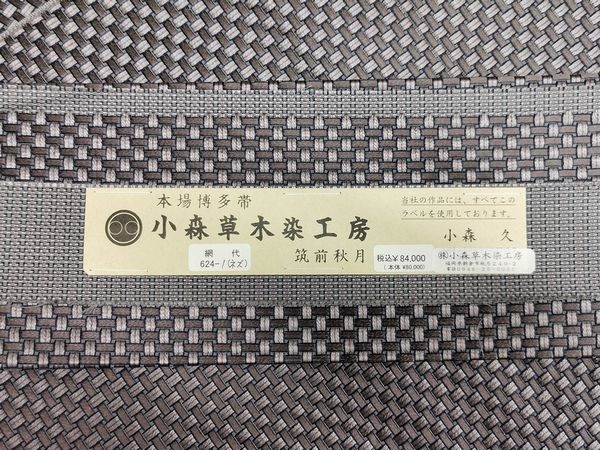 本場博多帯
小森草木染工房
筑前秋月
当社の作品には、すべてこの
ラベルを使用しております。
小森 久
網代
624-1(ネズ)
税込¥84,000
(本体¥80,000)
㈱小森草木染工房